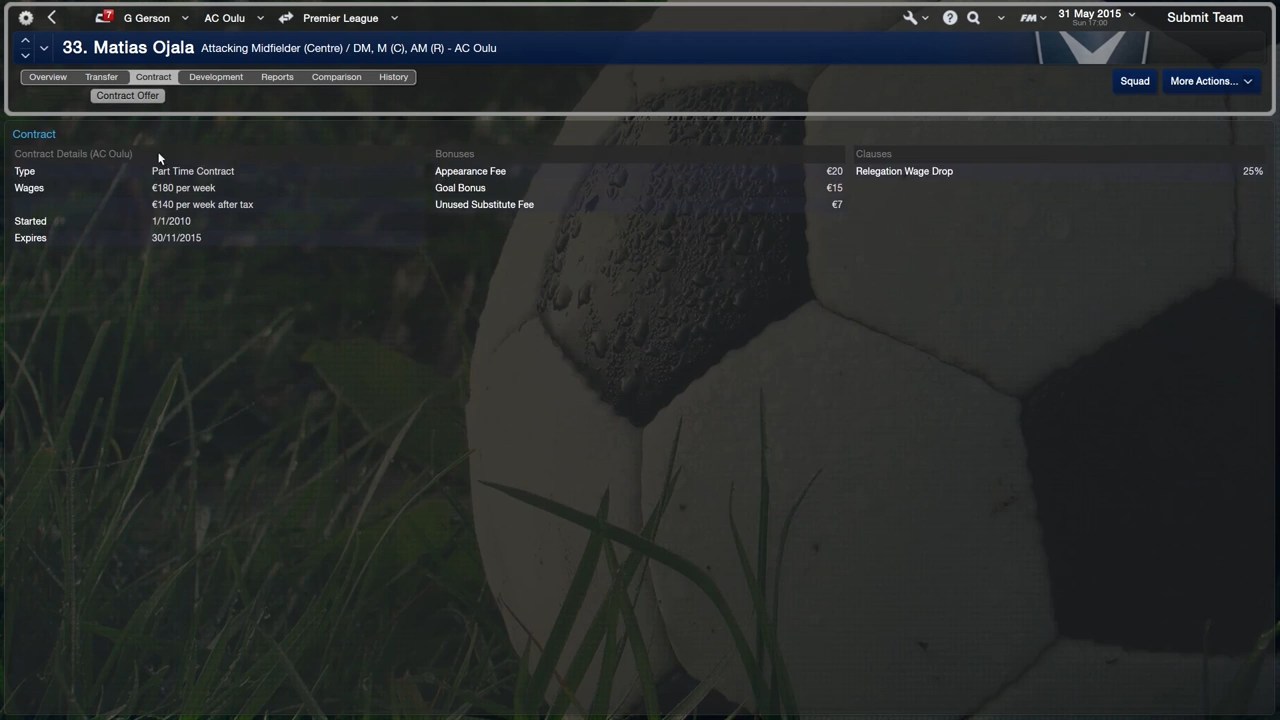 7 G Gerson AC Oulu Premier League FM 31 May 2015 Sun 17:00 Submit Team
33. Matias Ojala Attacking Midfielder (Centre) / DM, M (C), AM (R) - AC Oulu
Overview Transfer Contract Development Reports Comparison History Squad More Actions...
Contract Offer
Contract
Contract Details (AC Oulu) Bonuses Clauses
Type Part Time Contract Appearance Fee €20 Relegation Wage Drop 25%
Wages €180 per week Goal Bonus €15
€140 per week after tax Unused Substitute Fee €7
Started 1/1/2010
Expires 30/11/2015